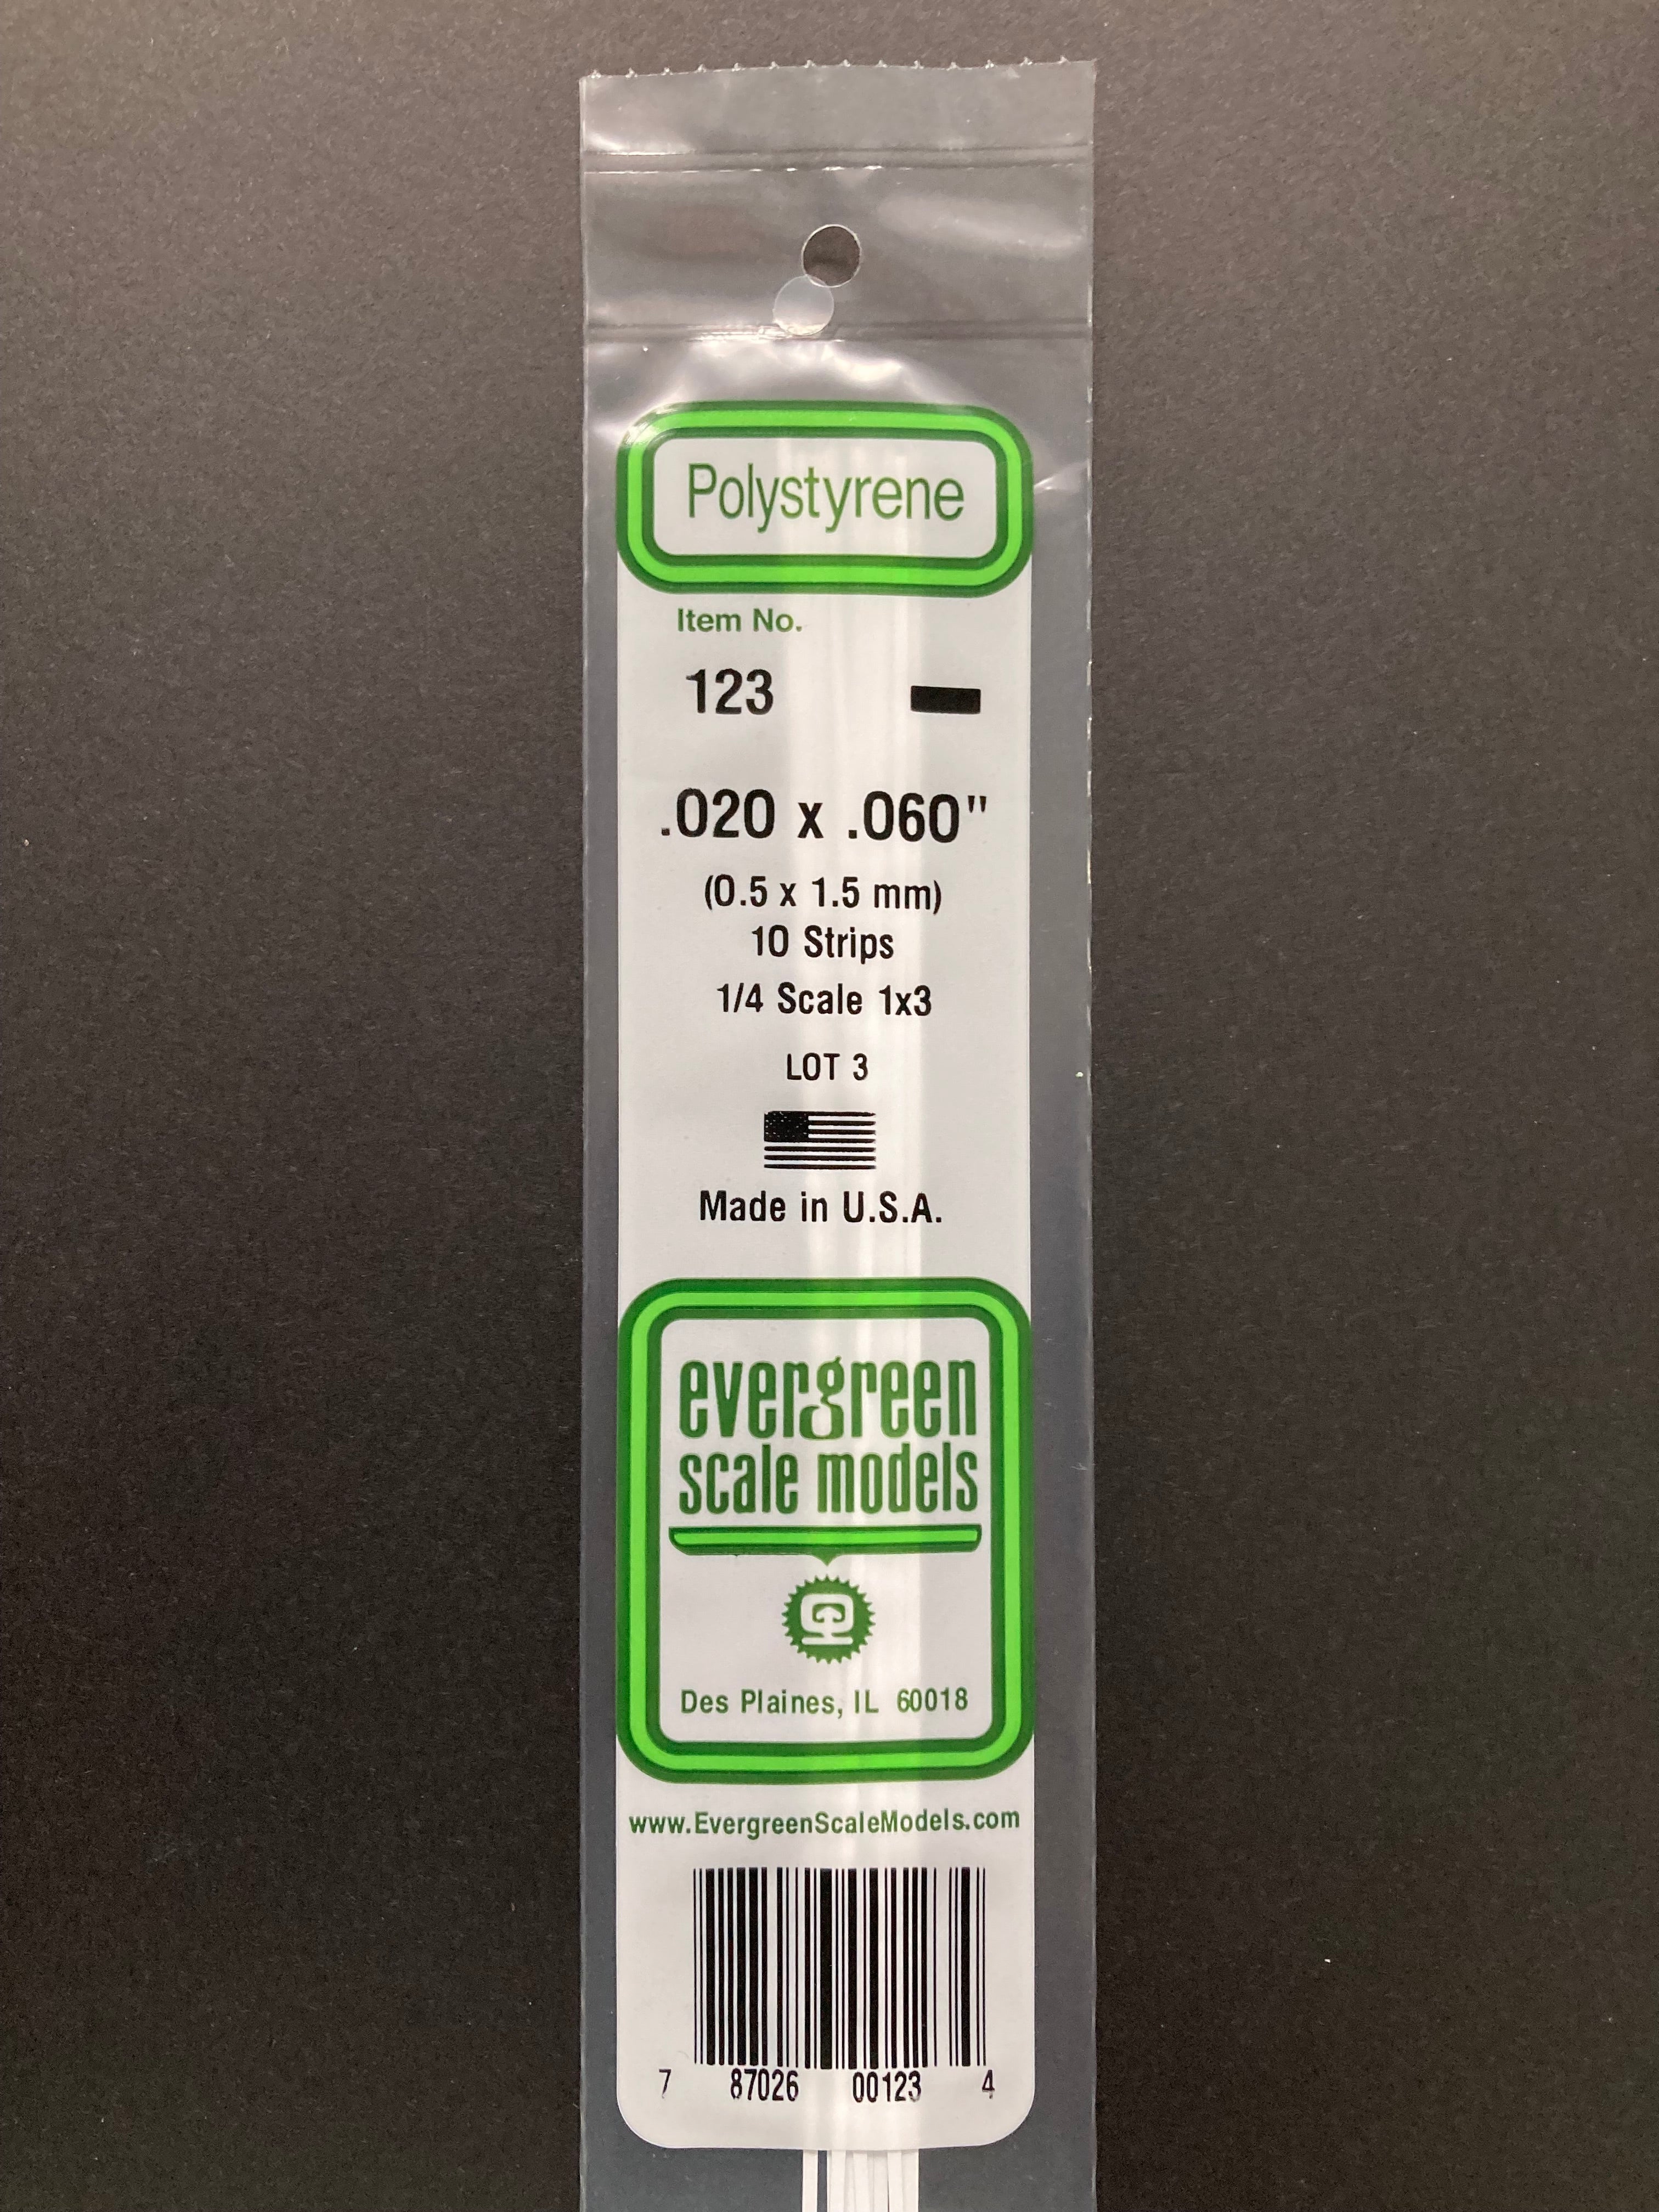 Polystyrene
Item No.
123
.020 x .060"
(0.5 x 1.5 mm)
10 Strips
1/4 Scale 1x3
LOT 3
Made in U.S.A.
evergreen
scale models
Des Plaines, IL 60018
www.EvergreenScaleModels.com
7 87026 00123 4